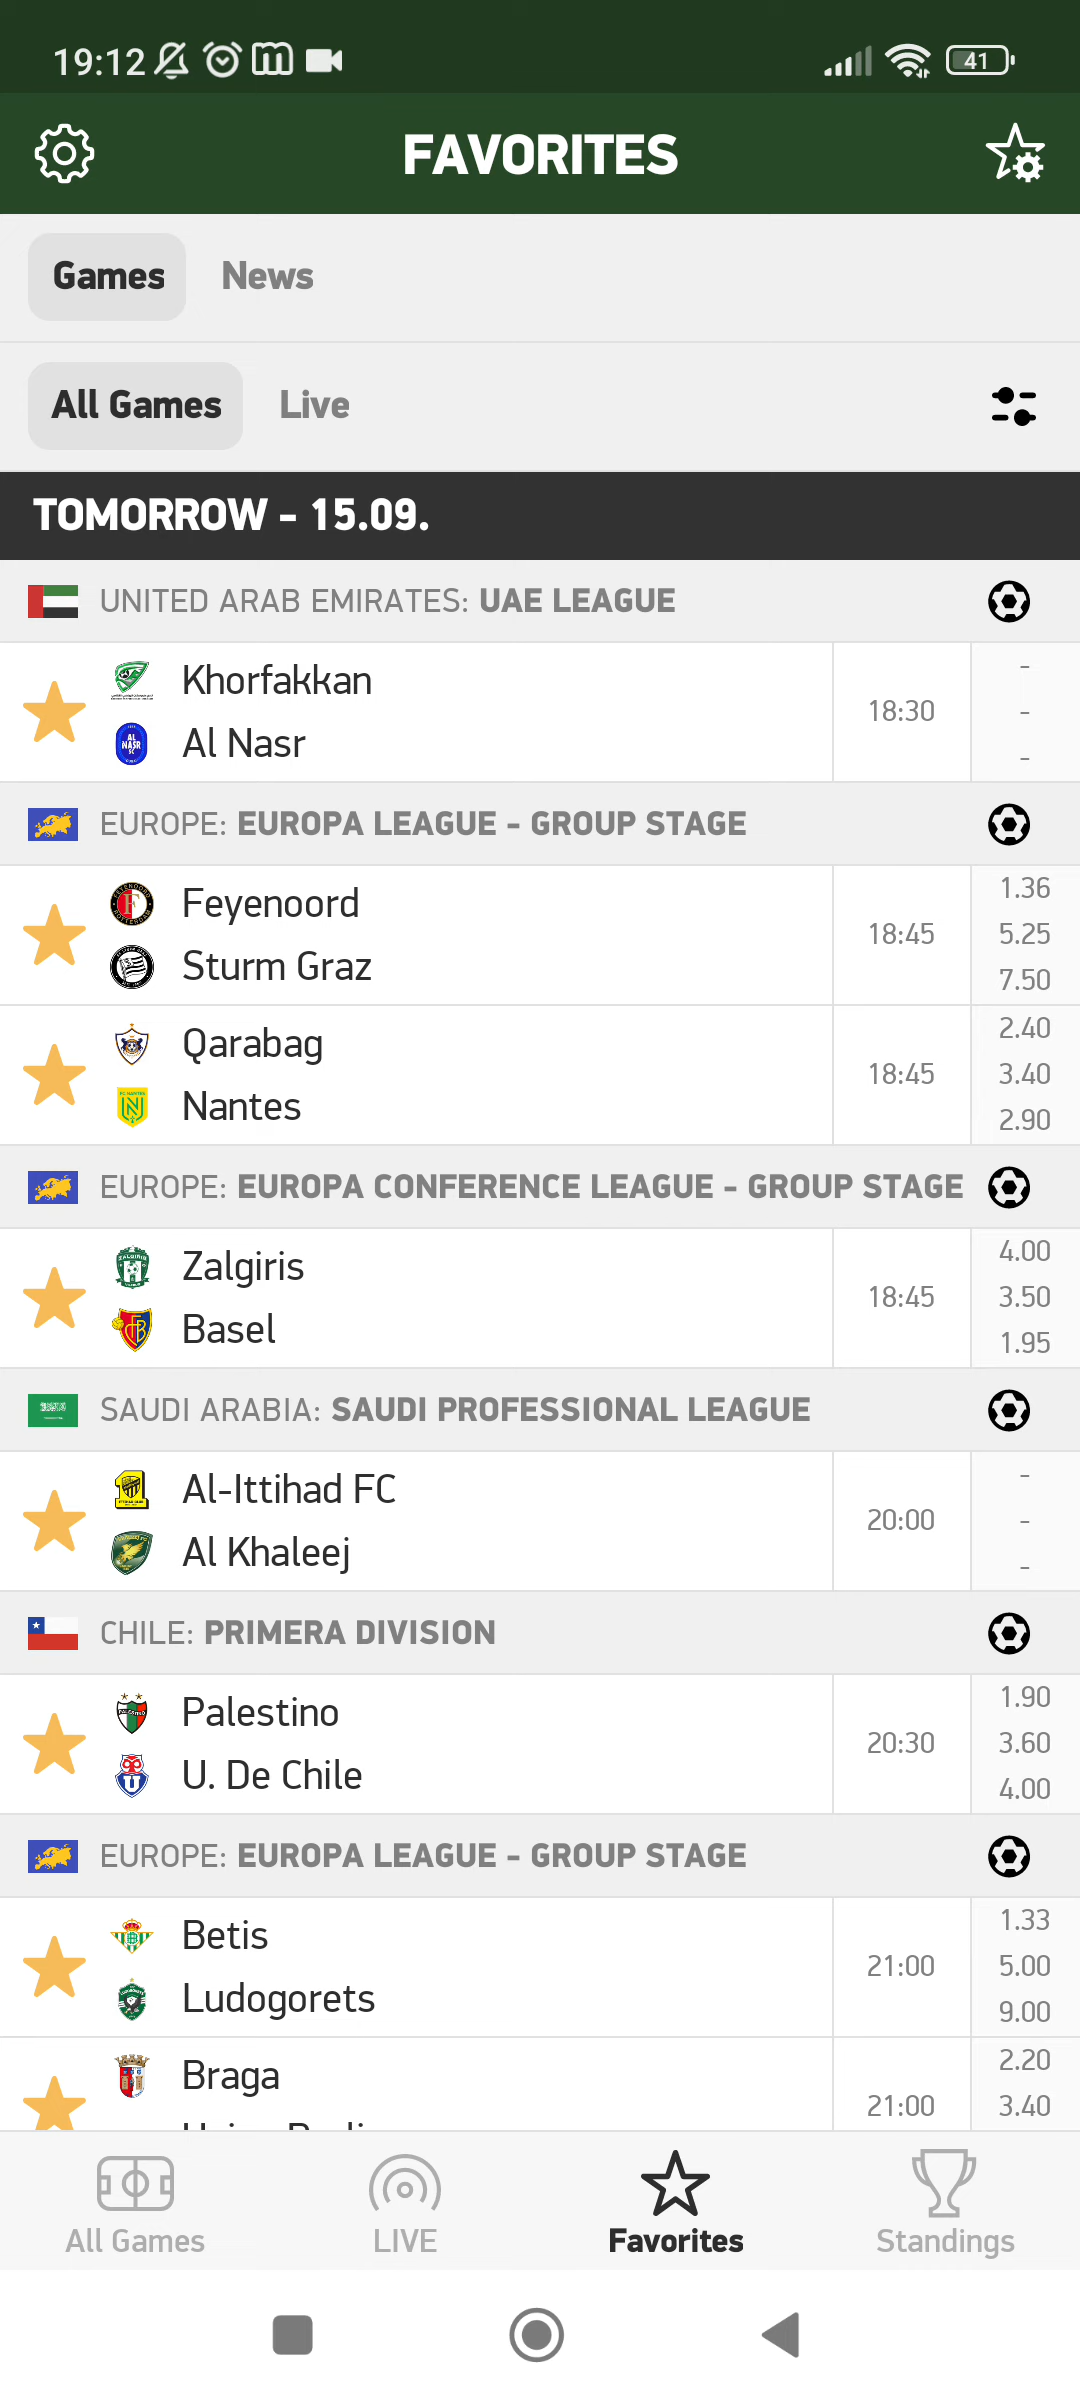 19:12
41
FAVORITES
Games
News
All Games
Live
TOMORROW - 15.09.
UNITED ARAB EMIRATES: UAE LEAGUE
Khorfakkan
Al Nasr
18:30
-
-
-
EUROPE: EUROPA LEAGUE - GROUP STAGE
Feyenoord
Sturm Graz
18:45
1.36
5.25
7.50
Qarabag
Nantes
18:45
2.40
3.40
2.90
EUROPE: EUROPA CONFERENCE LEAGUE - GROUP STAGE
Zalgiris
Basel
18:45
4.00
3.50
1.95
SAUDI ARABIA: SAUDI PROFESSIONAL LEAGUE
Al-Ittihad FC
Al Khaleej
20:00
-
-
-
CHILE: PRIMERA DIVISION
Palestino
U. De Chile
20:30
1.90
3.60
4.00
EUROPE: EUROPA LEAGUE - GROUP STAGE
Betis
Ludogorets
21:00
1.33
5.00
9.00
Braga
21:00
2.20
3.40
All Games
LIVE
Favorites
Standings